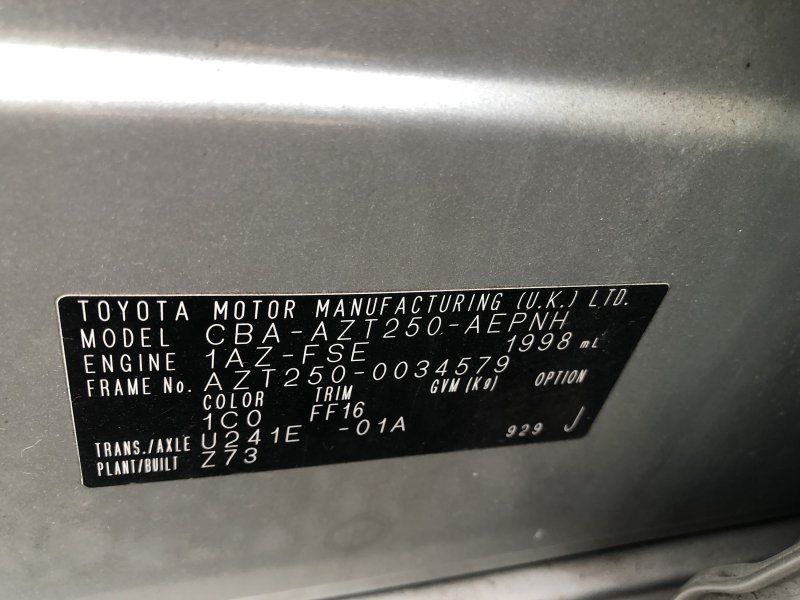 TOYOTA MOTOR MANUFACTURING (U.K.) LTD.
MODEL CBA-AZT250-AEPNH
ENGINE 1AZ-FSE 1998 mL
FRAME No. AZT250-0034579
COLOR TRIM GVM (Kg) OPTION
1C0 FF16
TRANS./AXLE U241E -01A 929 J
PLANT/BUILT Z73